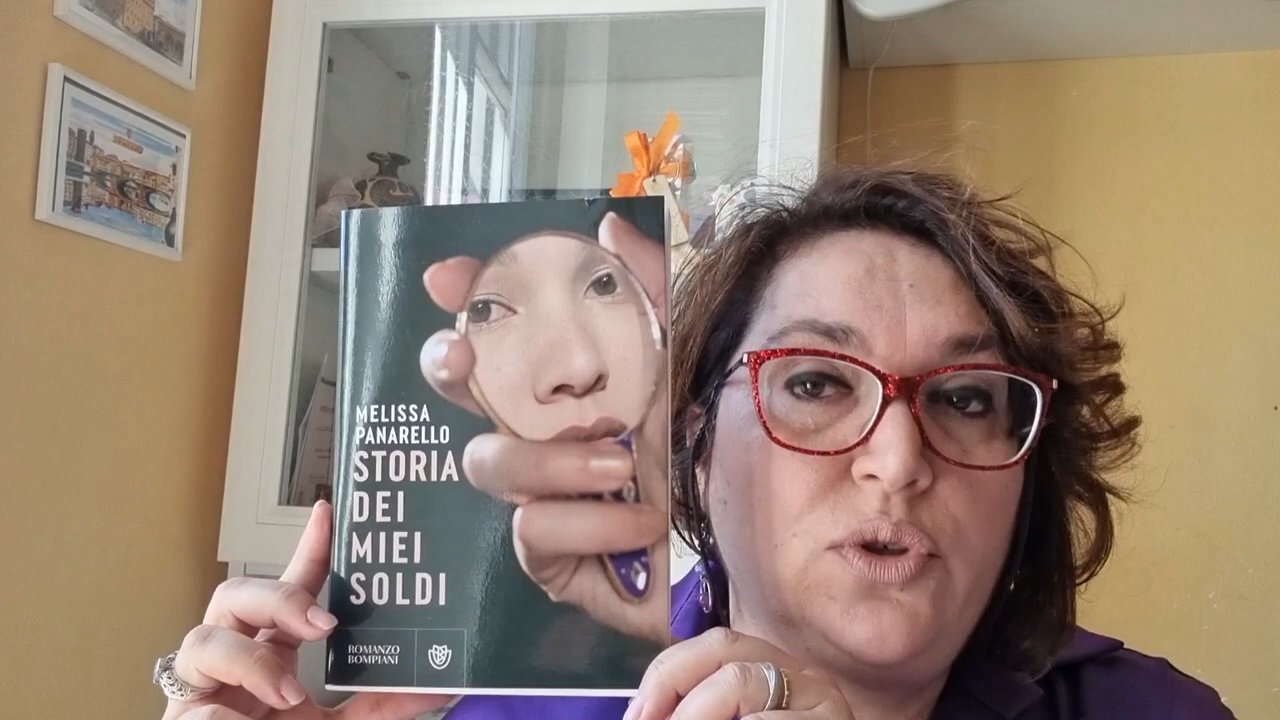 MELISSA
PANARELLO
STORIA
DEI
MIEI
SOLDI
ROMANZO
BOMPIANI